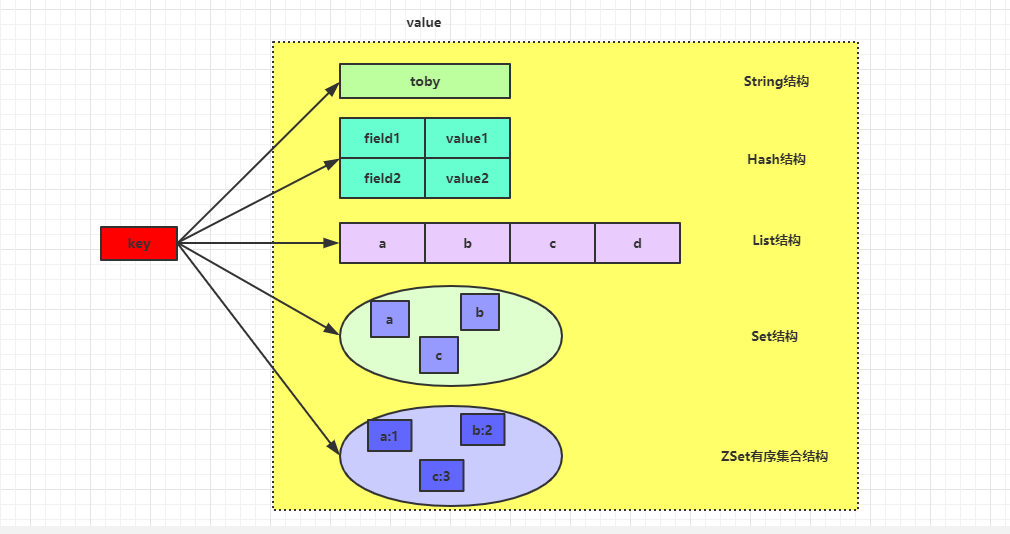 value
toby
String结构
field1 value1
Hash结构
field2 value2
key
a b c d
List结构
a
b
c
Set结构
a:1
b:2
c:3
ZSet有序集合结构